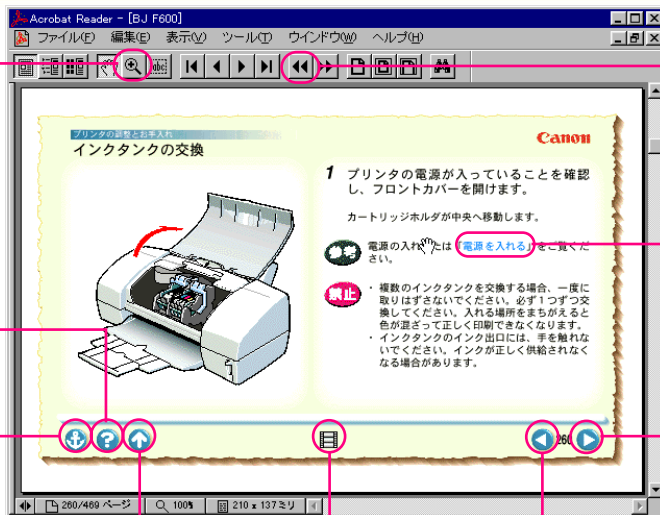 Acrobat Reader - [BJ F600]
ファイル(F) 編集(E) 表示(V) ツール(T) ウインドウ(W) ヘルプ(H)
abc
プリンタの調整とお手入れ
インクタンクの交換
Canon
1 プリンタの電源が入っていることを確認
し、フロントカバーを開けます。
カートリッジホルダが中央へ移動します。
参考
電源の入れ たは「電源を入れる」をご覧くだ
さい。
禁止
・ 複数のインクタンクを交換する場合、一度に
取りはずさないでください。必ず1つずつ交
換してください。入れる場所をまちがえると
色が混ざって正しく印刷できなくなります。
・ インクタンクのインク出口には、手を触れな
いでください。インクが正しく供給されなく
なる場合があります。
?
260
260/469 ページ 100% 210 x 137ミリ